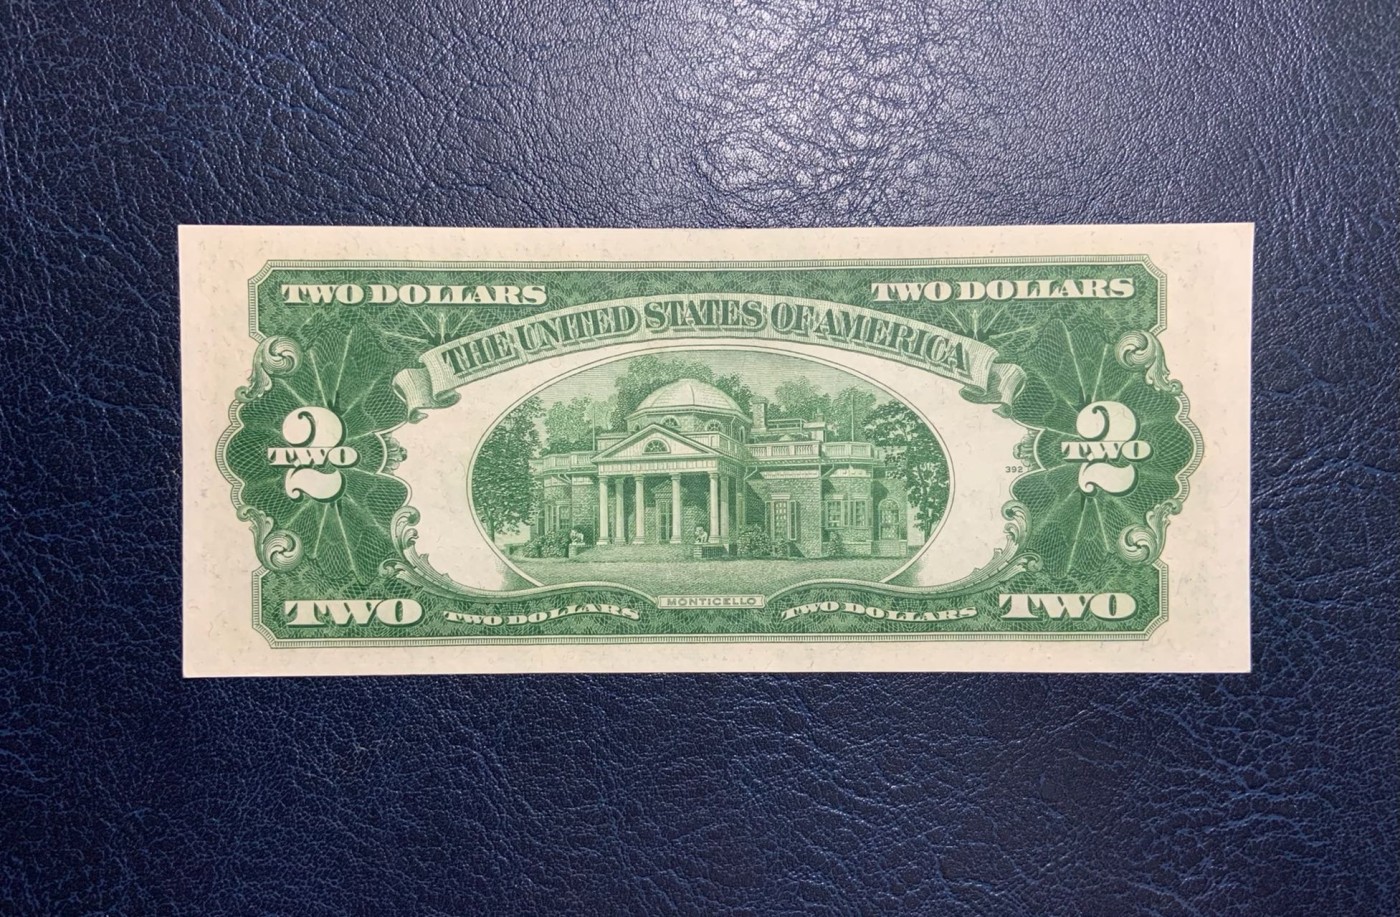 TWO DOLLARS
TWO DOLLARS
THE UNITED STATES OF AMERICA
2
TWO
2
TWO
392
TWO
TWO DOLLARS
MONTICELLO
TWO DOLLARS
TWO